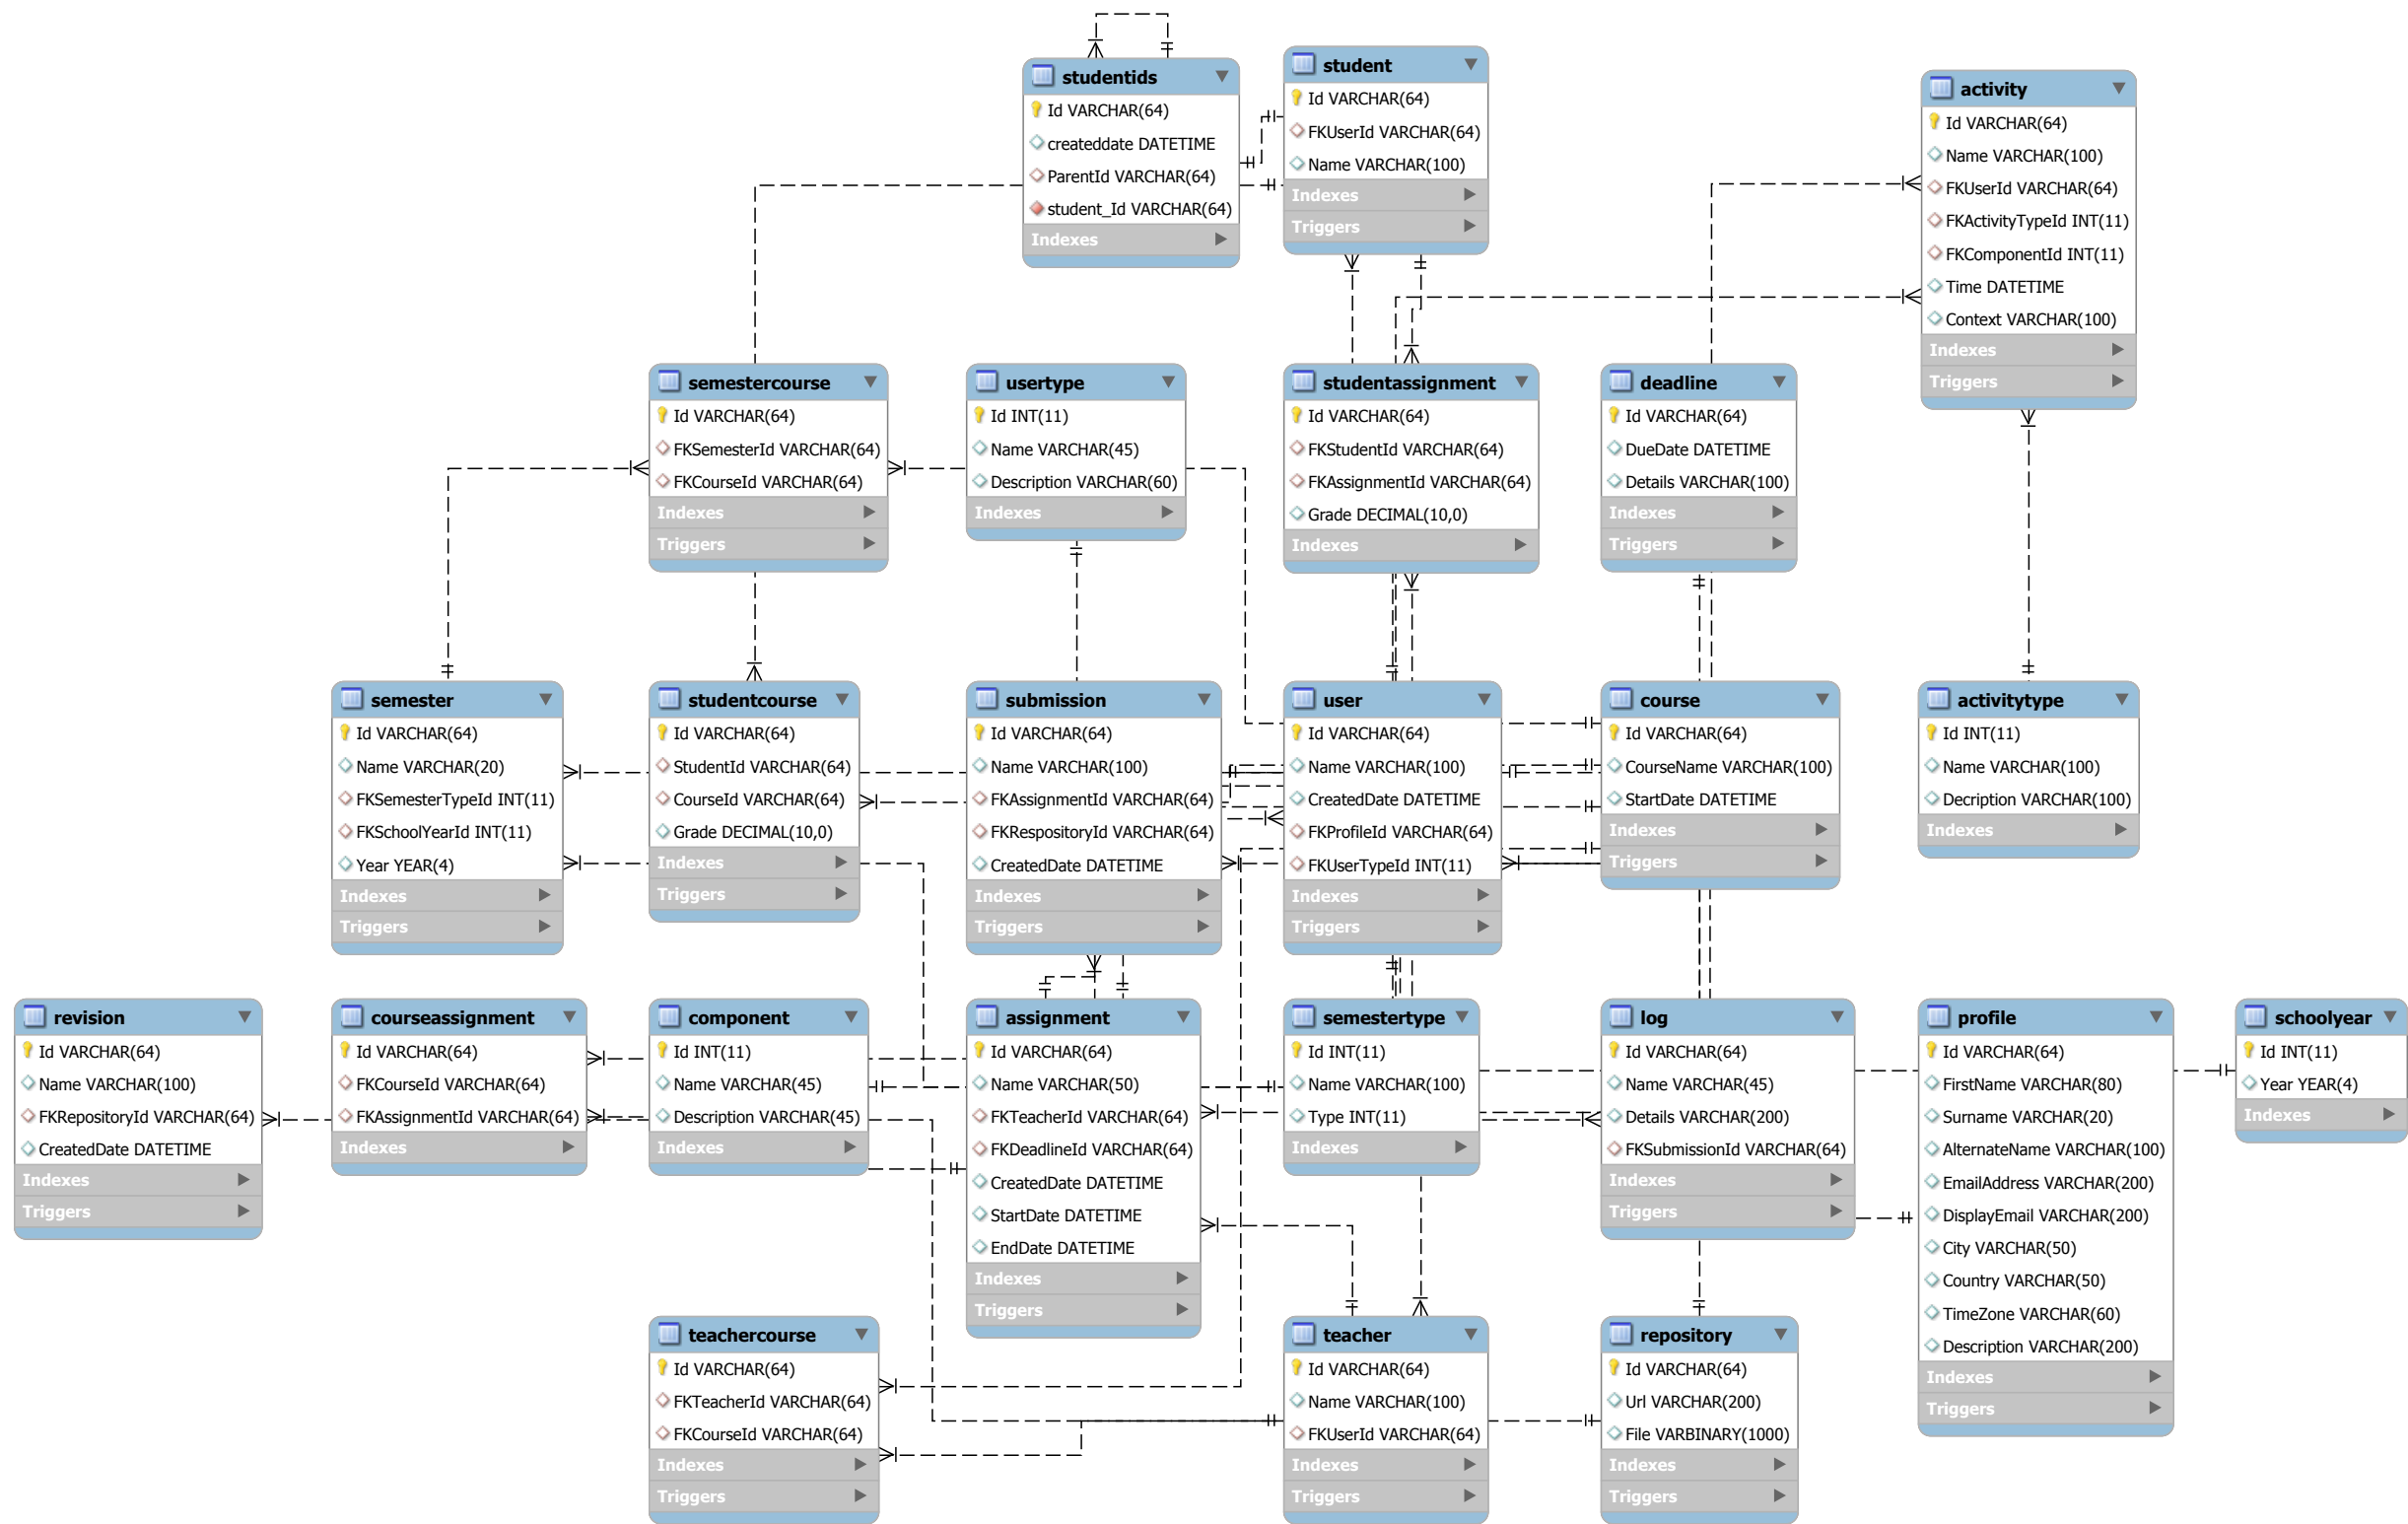 studentids
Id VARCHAR(64)
createddate DATETIME
ParentId VARCHAR(64)
student_Id VARCHAR(64)
Indexes
student
Id VARCHAR(64)
FKUserId VARCHAR(64)
Name VARCHAR(100)
Indexes
Triggers
activity
Id VARCHAR(64)
Name VARCHAR(100)
FKUserId VARCHAR(64)
FKActivityTypeId INT(11)
FKComponentId INT(11)
Time DATETIME
Context VARCHAR(100)
Indexes
Triggers
semestercourse
Id VARCHAR(64)
FKSemesterId VARCHAR(64)
FKCourseId VARCHAR(64)
Indexes
Triggers
usertype
Id INT(11)
Name VARCHAR(45)
Description VARCHAR(60)
Indexes
studentassignment
Id VARCHAR(64)
FKStudentId VARCHAR(64)
FKAssignmentId VARCHAR(64)
Grade DECIMAL(10,0)
Indexes
deadline
Id VARCHAR(64)
DueDate DATETIME
Details VARCHAR(100)
Indexes
Triggers
semester
Id VARCHAR(64)
Name VARCHAR(20)
FKSemesterTypeId INT(11)
FKSchoolYearId INT(11)
Year YEAR(4)
Indexes
Triggers
studentcourse
Id VARCHAR(64)
StudentId VARCHAR(64)
CourseId VARCHAR(64)
Grade DECIMAL(10,0)
Indexes
Triggers
submission
Id VARCHAR(64)
Name VARCHAR(100)
FKAssignmentId VARCHAR(64)
FKRespositoryId VARCHAR(64)
CreatedDate DATETIME
Indexes
Triggers
user
Id VARCHAR(64)
Name VARCHAR(100)
CreatedDate DATETIME
FKProfileId VARCHAR(64)
FKUserTypeId INT(11)
Indexes
Triggers
course
Id VARCHAR(64)
CourseName VARCHAR(100)
StartDate DATETIME
Indexes
Triggers
activitytype
Id INT(11)
Name VARCHAR(100)
Decription VARCHAR(100)
Indexes
revision
Id VARCHAR(64)
Name VARCHAR(100)
FKRepositoryId VARCHAR(64)
CreatedDate DATETIME
Indexes
Triggers
courseassignment
Id VARCHAR(64)
FKCourseId VARCHAR(64)
FKAssignmentId VARCHAR(64)
Indexes
component
Id INT(11)
Name VARCHAR(45)
Description VARCHAR(45)
Indexes
assignment
Id VARCHAR(64)
Name VARCHAR(50)
FKTeacherId VARCHAR(64)
FKDeadlineId VARCHAR(64)
CreatedDate DATETIME
StartDate DATETIME
EndDate DATETIME
Indexes
Triggers
semestertype
Id INT(11)
Name VARCHAR(100)
Type INT(11)
Indexes
log
Id VARCHAR(64)
Name VARCHAR(45)
Details VARCHAR(200)
FKSubmissionId VARCHAR(64)
Indexes
Triggers
profile
Id VARCHAR(64)
FirstName VARCHAR(80)
Surname VARCHAR(20)
AlternateName VARCHAR(100)
EmailAddress VARCHAR(200)
DisplayEmail VARCHAR(200)
City VARCHAR(50)
Country VARCHAR(50)
TimeZone VARCHAR(60)
Description VARCHAR(200)
Indexes
Triggers
schoolyear
Id INT(11)
Year YEAR(4)
Indexes
teachercourse
Id VARCHAR(64)
FKTeacherId VARCHAR(64)
FKCourseId VARCHAR(64)
Indexes
Triggers
teacher
Id VARCHAR(64)
Name VARCHAR(100)
FKUserId VARCHAR(64)
Indexes
Triggers
repository
Id VARCHAR(64)
Url VARCHAR(200)
File VARBINARY(1000)
Indexes
Triggers